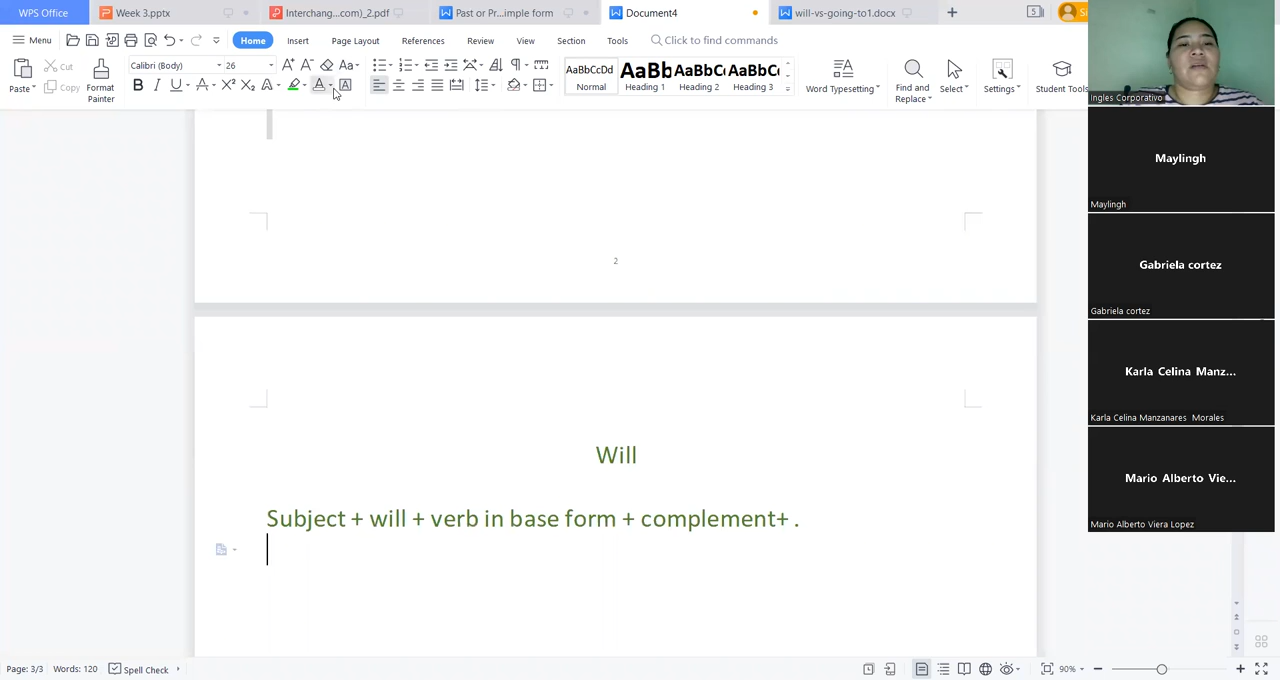 WPS Office
Week 3.pptx
Interchang...com)_2.pdf
Past or Pr...imple form
Document4
will-vs-going-to1.docx
Menu
Home
Insert
Page Layout
References
Review
View
Section
Tools
Click to find commands
Paste
Cut
Copy
Format Painter
Calibri (Body)
26
AaBbCcDd
Normal
Heading 1
Heading 2
Heading 3
Word Typesetting
Find and Replace
Select
Settings
Student Tools
2
Will
Subject + will + verb in base form + complement+ .
Page: 3/3
Words: 120
Spell Check
90%
Ingles Corporativo
Maylingh
Maylingh
Gabriela cortez
Gabriela cortez
Karla Celina Manz...
Karla Celina Manzanares Morales
Mario Alberto Vie...
Mario Alberto Viera Lopez